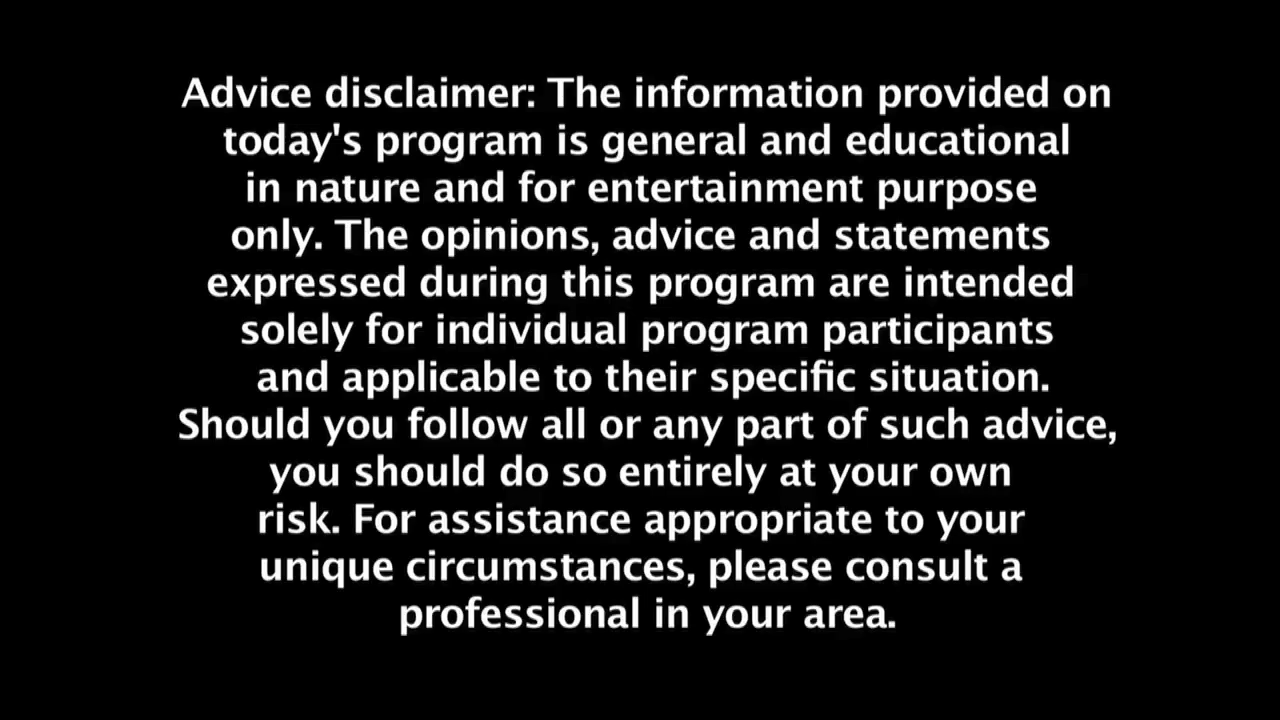 Advice disclaimer: The information provided on
today's program is general and educational
in nature and for entertainment purpose
only. The opinions, advice and statements
expressed during this program are intended
solely for individual program participants
and applicable to their specific situation.
Should you follow all or any part of such advice,
you should do so entirely at your own
risk. For assistance appropriate to your
unique circumstances, please consult a
professional in your area.